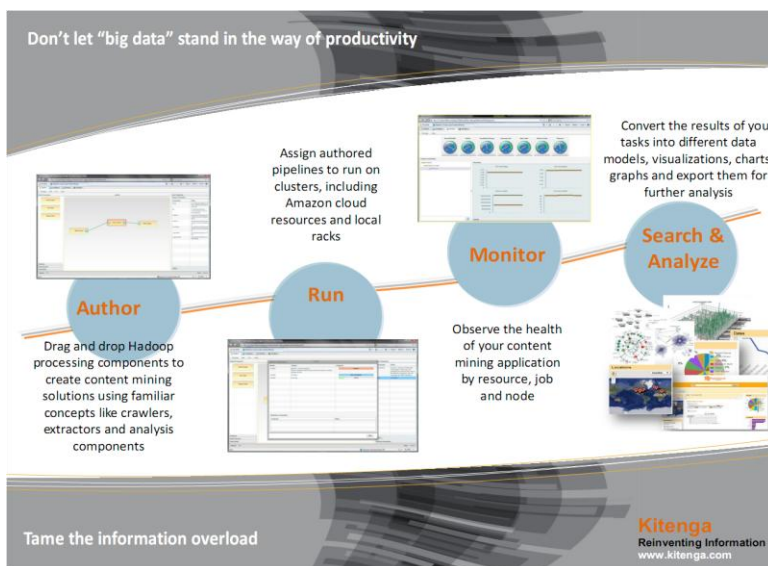 Don't let “big data” stand in the way of productivity
Author
Drag and drop Hadoop
processing components to
create content mining
solutions using familiar
concepts like crawlers,
extractors and analysis
components
Assign authored
pipelines to run on
clusters, including
Amazon cloud
resources and local
racks
Run
Monitor
Observe the health
of your content
mining application
by resource, job
and node
Convert the results of you
tasks into different data
models, visualizations, charts
graphs and export them for
further analysis
Search &
Analyze
Tame the information overload
Kitenga
Reinventing Information
www.kitenga.com